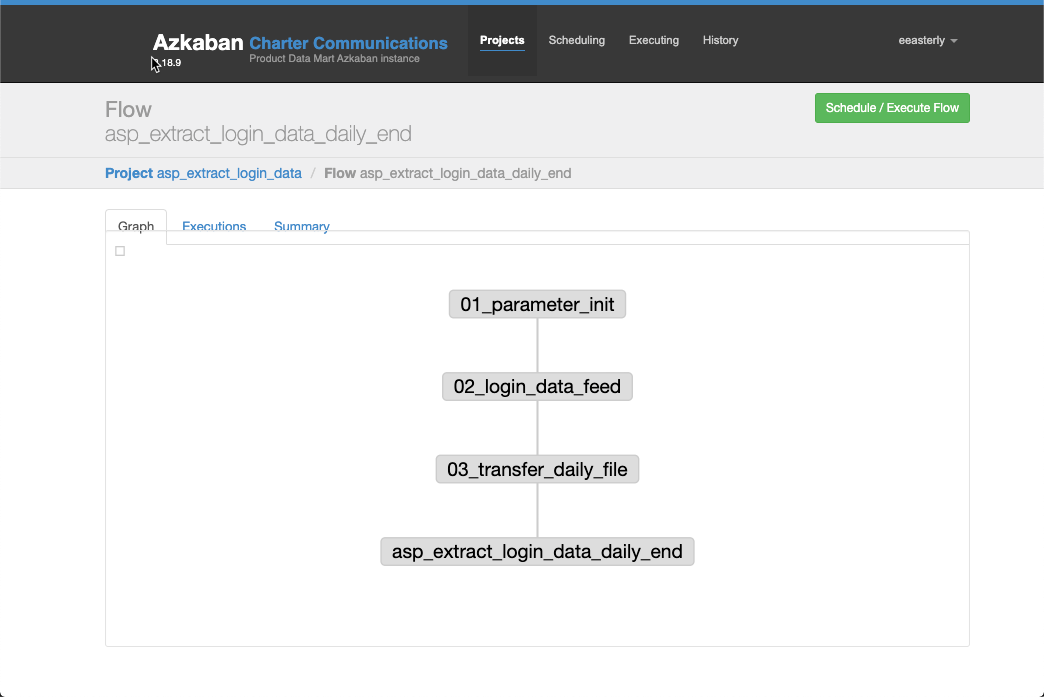 Azkaban Charter Communications
Product Data Mart Azkaban instance
.18.9
Projects
Scheduling
Executing
History
eeasterly
Flow
asp_extract_login_data_daily_end
Schedule / Execute Flow
Project asp_extract_login_data / Flow asp_extract_login_data_daily_end
Graph
Executions
Summary
01_parameter_init
02_login_data_feed
03_transfer_daily_file
asp_extract_login_data_daily_end